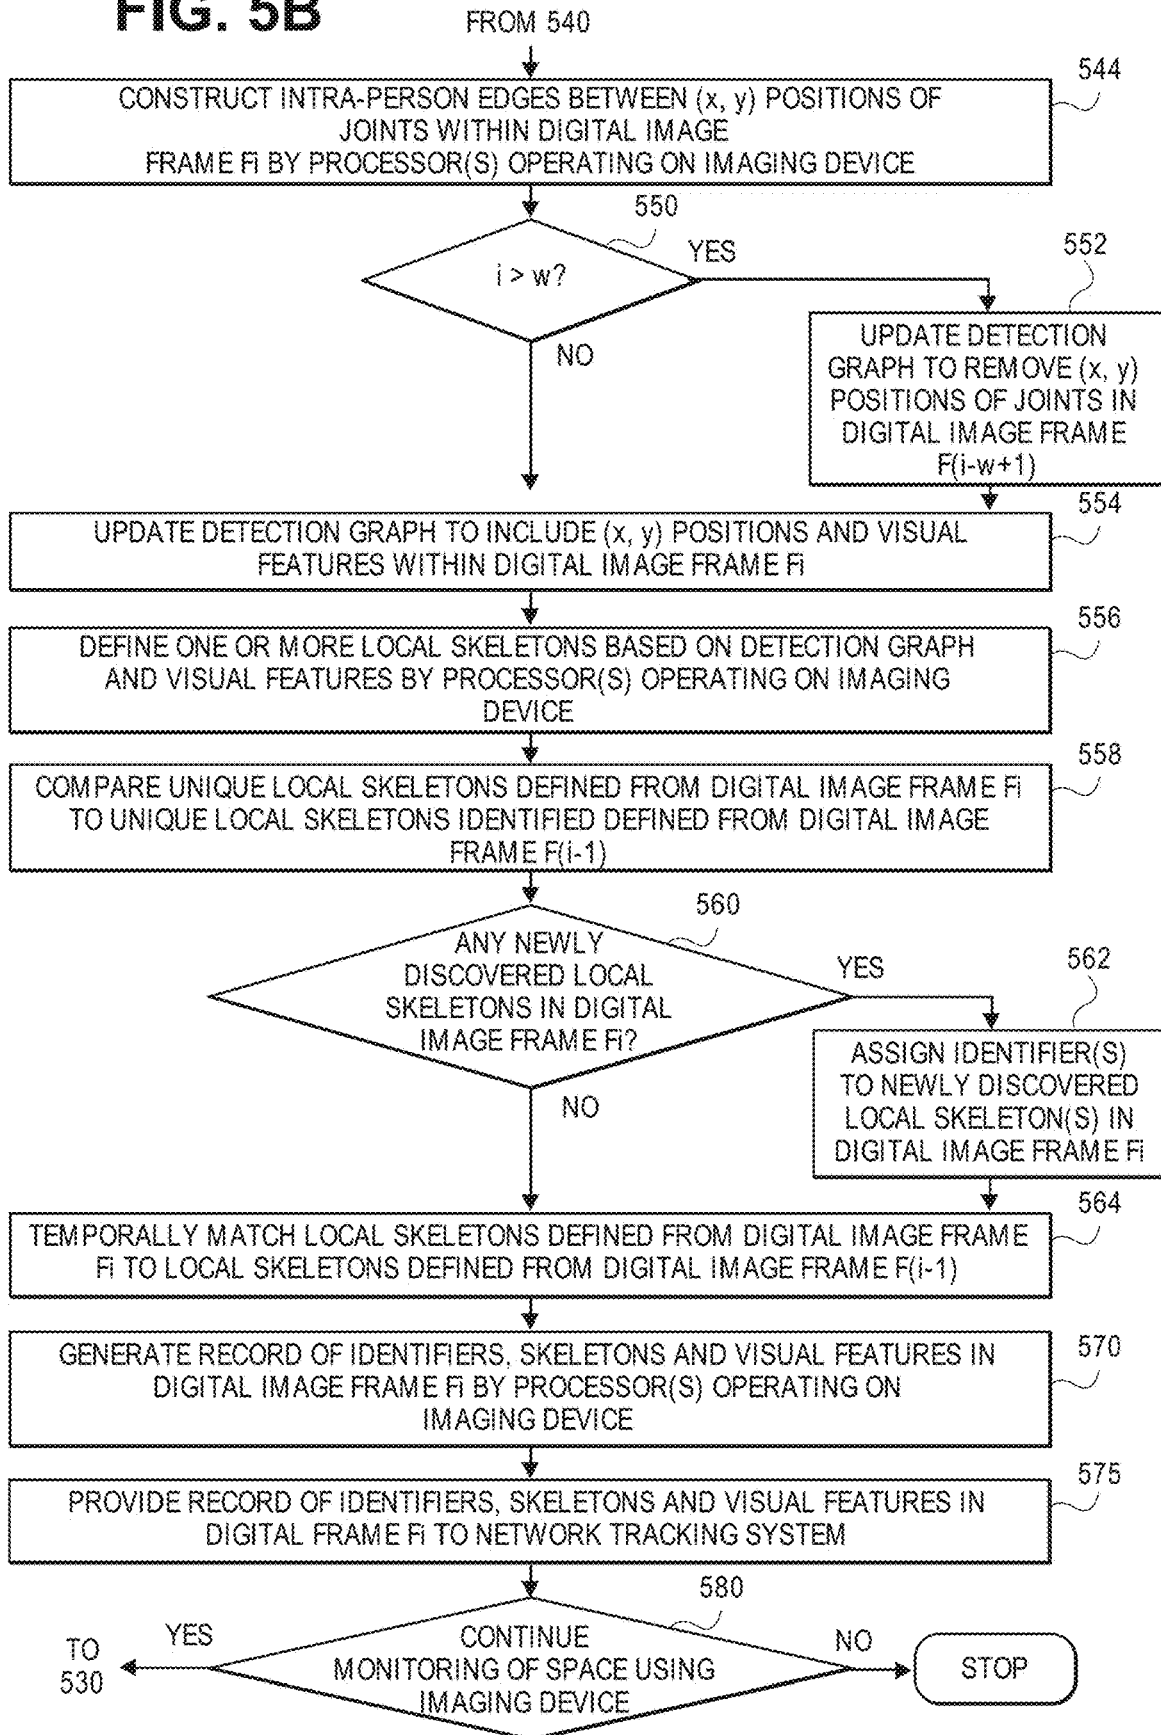 FIG. 5B
FROM 540
544
CONSTRUCT INTRA-PERSON EDGES BETWEEN (x, y) POSITIONS OF
JOINTS WITHIN DIGITAL IMAGE
FRAME Fi BY PROCESSOR(S) OPERATING ON IMAGING DEVICE
550
i > w?
YES
NO
552
UPDATE DETECTION
GRAPH TO REMOVE (x, y)
POSITIONS OF JOINTS IN
DIGITAL IMAGE FRAME
F(i-w+1)
554
UPDATE DETECTION GRAPH TO INCLUDE (x, y) POSITIONS AND VISUAL
FEATURES WITHIN DIGITAL IMAGE FRAME Fi
556
DEFINE ONE OR MORE LOCAL SKELETONS BASED ON DETECTION GRAPH
AND VISUAL FEATURES BY PROCESSOR(S) OPERATING ON IMAGING
DEVICE
558
COMPARE UNIQUE LOCAL SKELETONS DEFINED FROM DIGITAL IMAGE FRAME Fi
TO UNIQUE LOCAL SKELETONS IDENTIFIED DEFINED FROM DIGITAL IMAGE
FRAME F(i-1)
560
ANY NEWLY
DISCOVERED LOCAL
SKELETONS IN DIGITAL
IMAGE FRAME Fi?
YES
NO
562
ASSIGN IDENTIFIER(S)
TO NEWLY DISCOVERED
LOCAL SKELETON(S) IN
DIGITAL IMAGE FRAME Fi
564
TEMPORALLY MATCH LOCAL SKELETONS DEFINED FROM DIGITAL IMAGE FRAME
Fi TO LOCAL SKELETONS DEFINED FROM DIGITAL IMAGE FRAME F(i-1)
570
GENERATE RECORD OF IDENTIFIERS, SKELETONS AND VISUAL FEATURES IN
DIGITAL IMAGE FRAME Fi BY PROCESSOR(S) OPERATING ON
IMAGING DEVICE
575
PROVIDE RECORD OF IDENTIFIERS, SKELETONS AND VISUAL FEATURES IN
DIGITAL FRAME Fi TO NETWORK TRACKING SYSTEM
580
CONTINUE
MONITORING OF SPACE USING
IMAGING DEVICE
YES
TO
530
NO
STOP